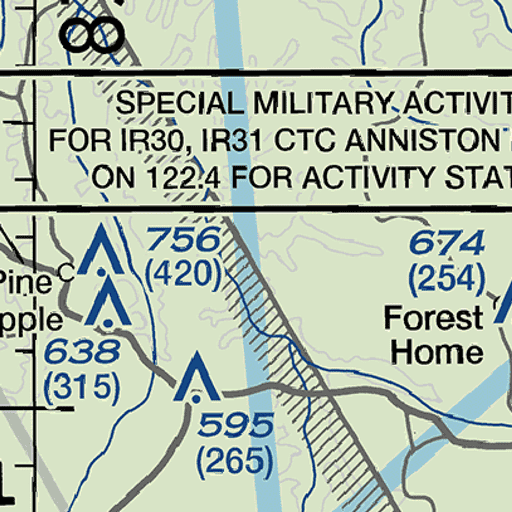 SPECIAL MILITARY ACTIVIT
FOR IR30, IR31 CTC ANNISTON
ON 122.4 FOR ACTIVITY STAT
756
(420)
674
(254)
Pine
pple
Forest
Home
638
(315)
595
(265)